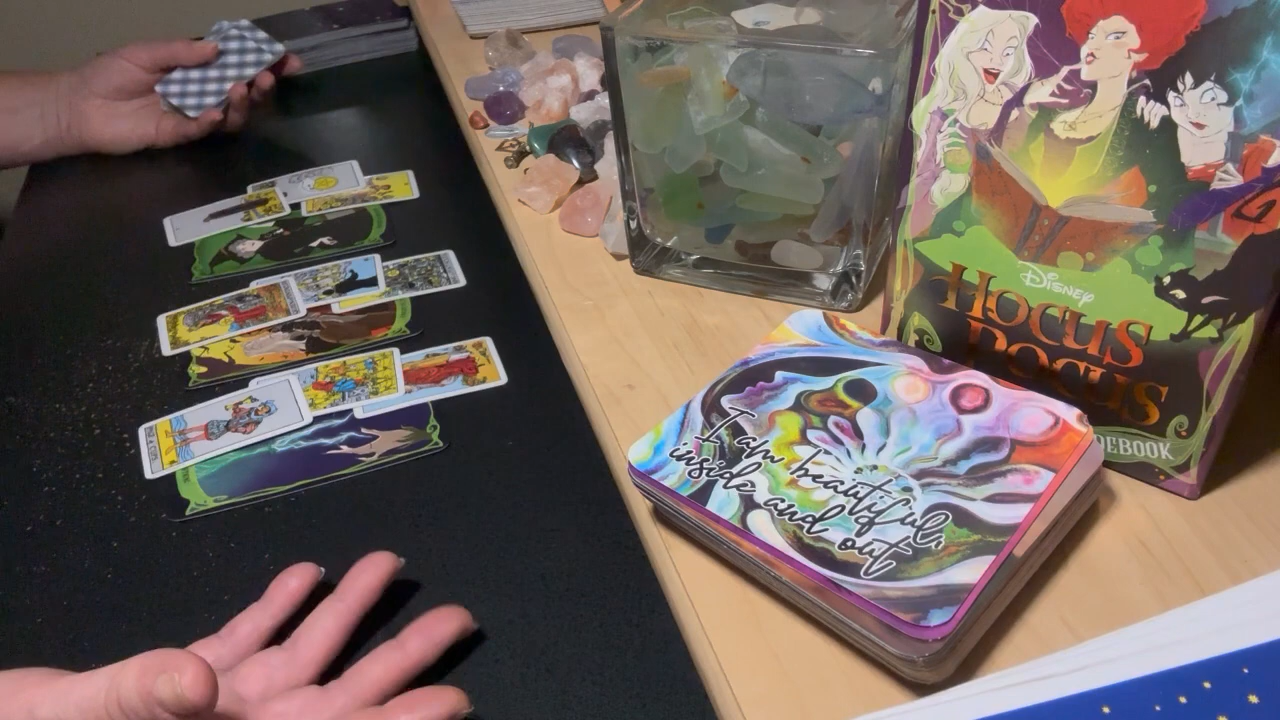 Disney
HOCUS
POCUS
DEBOOK
I am beautiful,
inside and out